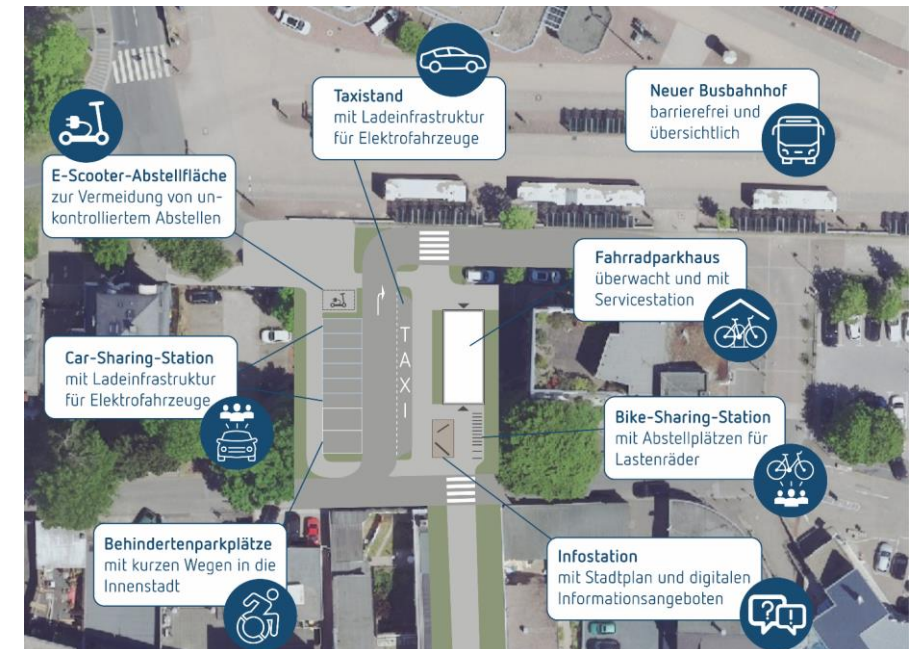 Taxistand
mit Ladeinfrastruktur
für Elektrofahrzeuge
Neuer Busbahnhof
barrierefrei und
übersichtlich
E-Scooter-Abstellfläche
zur Vermeidung von un-
kontrolliertem Abstellen
Fahrradparkhaus
überwacht und mit
Servicestation
TAXI
Car-Sharing-Station
mit Ladeinfrastruktur
für Elektrofahrzeuge
Bike-Sharing-Station
mit Abstellplätzen für
Lastenräder
Behindertenparkplätze
mit kurzen Wegen in die
Innenstadt
Infostation
mit Stadtplan und digitalen
Informationsangeboten
? !